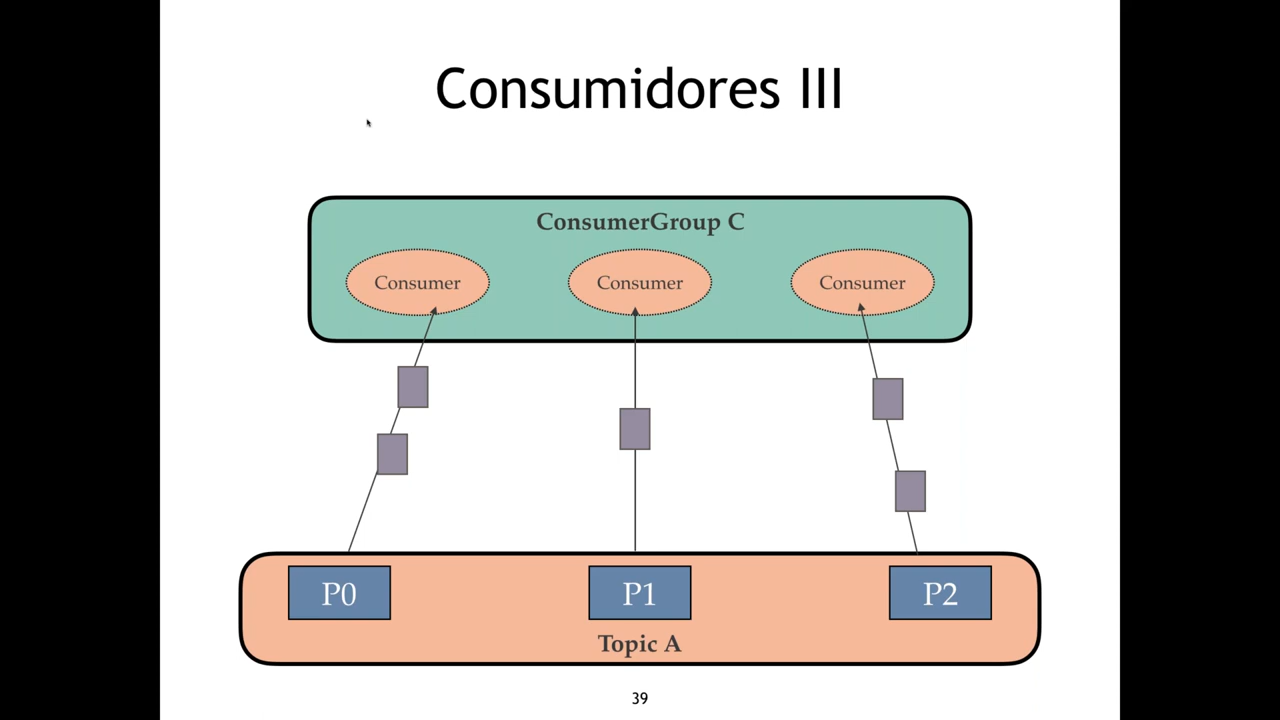 Consumidores III
ConsumerGroup C
Consumer Consumer Consumer
P0 P1 P2
Topic A
39